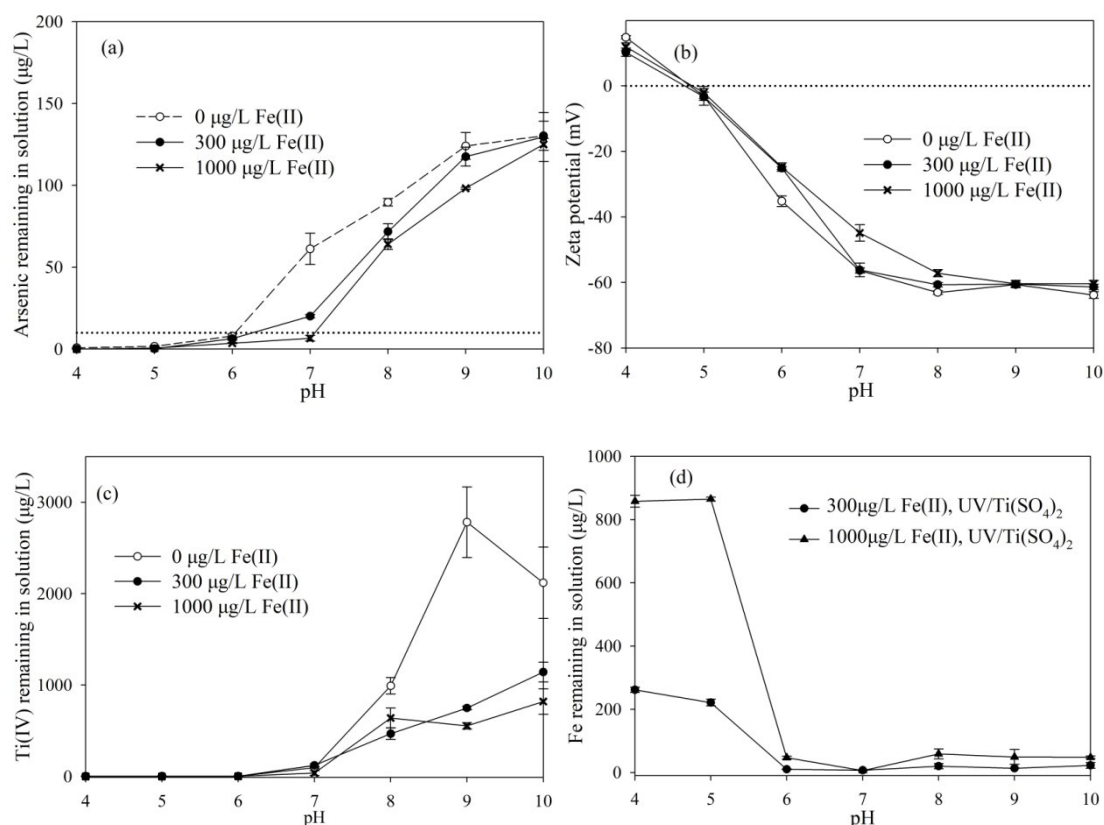 (a)
Arsenic remaining in solution (μg/L)
200
150
100
50
0
0 μg/L Fe(II)
300 μg/L Fe(II)
1000 μg/L Fe(II)
4 5 6 7 8 9 10
pH
(b)
Zeta potential (mV)
0
-20
-40
-60
-80
0 μg/L Fe(II)
300 μg/L Fe(II)
1000 μg/L Fe(II)
4 5 6 7 8 9 10
pH
(c)
Ti(IV) remaining in solution (μg/L)
3000
2000
1000
0
0 μg/L Fe(II)
300 μg/L Fe(II)
1000 μg/L Fe(II)
4 5 6 7 8 9 10
pH
(d)
Fe remaining in solution (μg/L)
1000
800
600
400
200
0
300μg/L Fe(II), UV/Ti(SO₄)₂
1000μg/L Fe(II), UV/Ti(SO₄)₂
4 5 6 7 8 9 10
pH